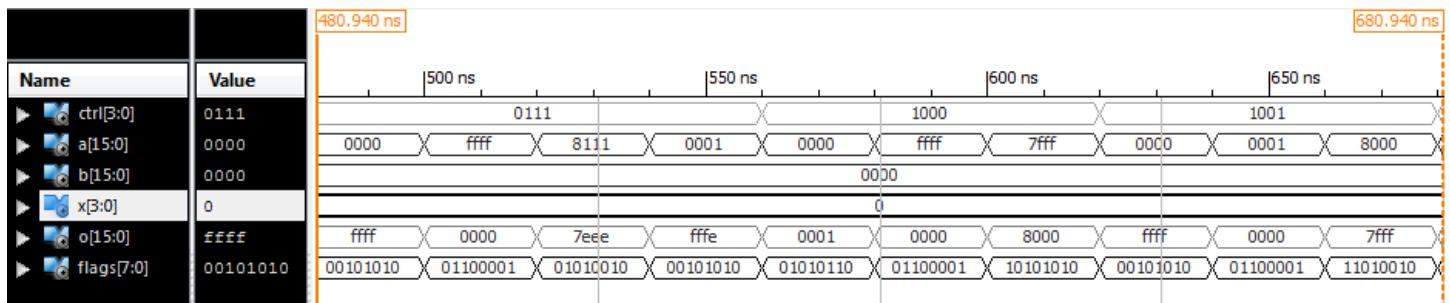 480.940 ns 680.940 ns
Name Value 500 ns 550 ns 600 ns 650 ns
ctrl[3:0] 0111 0111 1000 1001
a[15:0] 0000 0000 ffff 8111 0001 0000 ffff 7fff 0000 0001 8000
b[15:0] 0000 0000
x[3:0] 0 0
o[15:0] ffff ffff 0000 7eee fffe 0001 0000 8000 ffff 0000 7fff
flags[7:0] 00101010 00101010 01100001 01010010 00101010 01010110 01100001 10101010 00101010 01100001 11010010